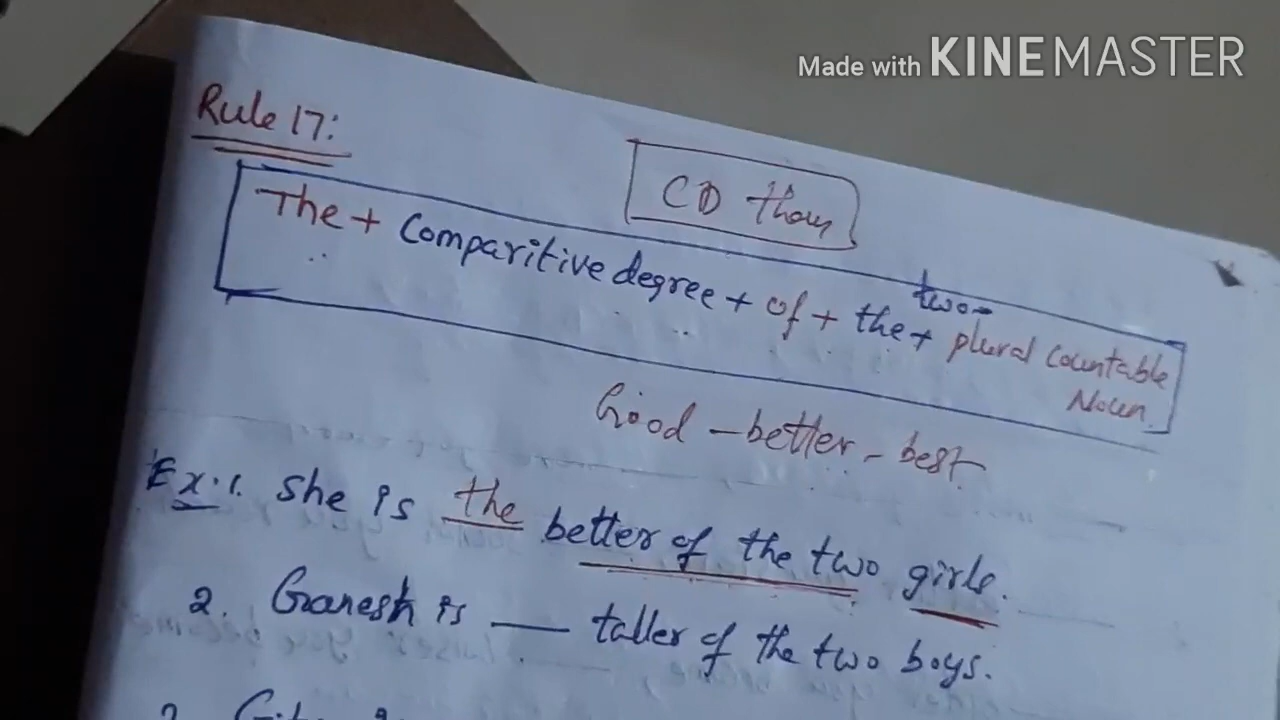 Made with KINEMASTER
Rule 17:
CD than
The + Comparitive degree + of + the + two plural Countable
Noun.
Good - better - best
Ex.1. She is the better of the two girls.
2. Ganesh is __ taller of the two boys.